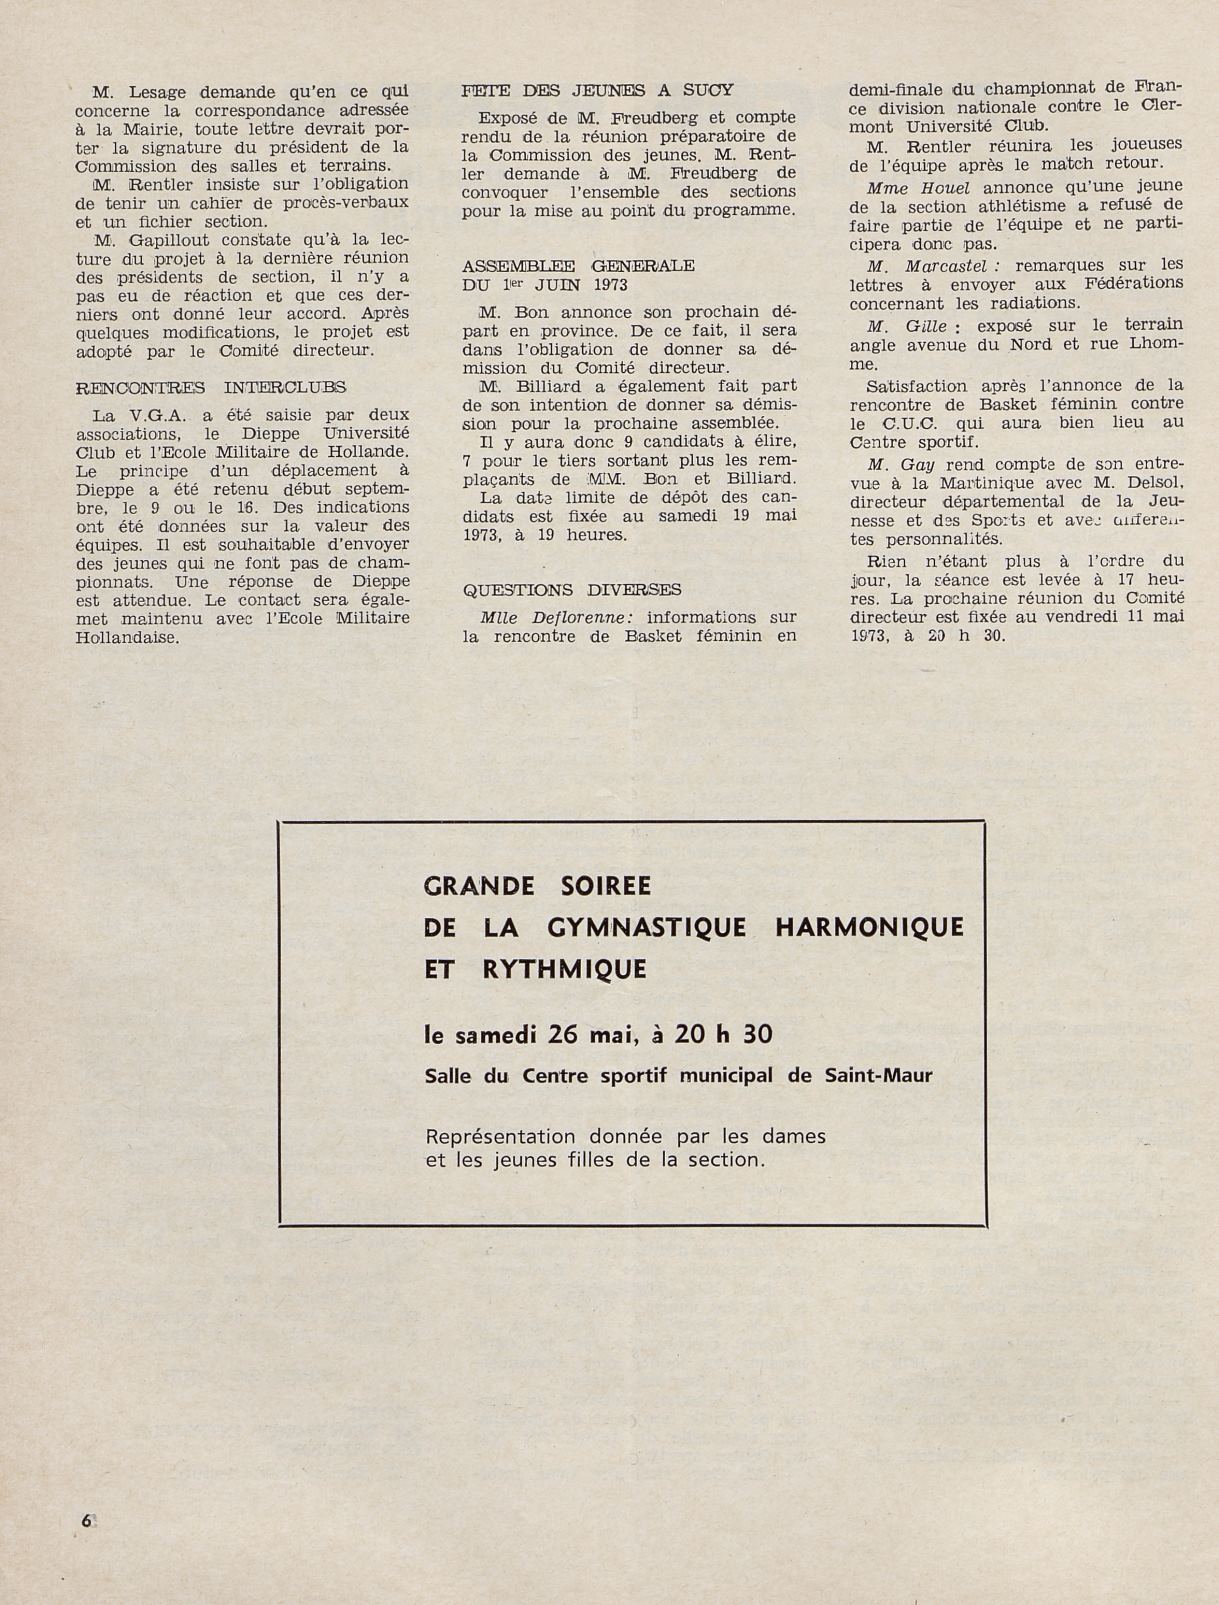 M. Lesage demande qu'en ce qui
concerne la correspondance adressée
à la Mairie, toute lettre devrait por-
ter la signature du président de la
Commission des salles et terrains.
M. Rentler insiste sur l'obligation
de tenir un cahier de procès-verbaux
et un fichier section.
M. Gapillout constate qu'à la lec-
ture du projet à la dernière réunion
des présidents de section, il n'y a
pas eu de réaction et que ces der-
niers ont donné leur accord. Après
quelques modifications, le projet est
adopté par le Comité directeur.
RENCONTRES INTERCLUBS
La V.G.A. a été saisie par deux
associations, le Dieppe Université
Club et l'Ecole Militaire de Hollande.
Le principe d'un déplacement à
Dieppe a été retenu début septem-
bre, le 9 ou le 16. Des indications
ont été données sur la valeur des
équipes. Il est souhaitable d'envoyer
des jeunes qui ne font pas de cham-
pionnats. Une réponse de Dieppe
est attendue. Le contact sera égale-
met maintenu avec l'Ecole Militaire
Hollandaise.
FETE DES JEUNES A SUCY
Exposé de M. Freudberg et compte
rendu de la réunion préparatoire de
la Commission des jeunes. M. Rent-
ler demande à M. Freudberg de
convoquer l'ensemble des sections
pour la mise au point du programme.
ASSEMBLEE GENERALE
DU 1er JUIN 1973
M. Bon annonce son prochain dé-
part en province. De ce fait, il sera
dans l'obligation de donner sa dé-
mission du Comité directeur.
M. Billiard a également fait part
de son intention de donner sa démis-
sion pour la prochaine assemblée.
Il y aura donc 9 candidats à élire,
7 pour le tiers sortant plus les rem-
plaçants de MM. Bon et Billiard.
La date limite de dépôt des can-
didats est fixée au samedi 19 mai
1973, à 19 heures.
QUESTIONS DIVERSES
Mlle Deflorenne : informations sur
la rencontre de Basket féminin en
demi-finale du championnat de Fran-
ce division nationale contre le Cler-
mont Université Club.
M. Rentler réunira les joueuses
de l'équipe après le match retour.
Mme Houel annonce qu'une jeune
de la section athlétisme a refusé de
faire partie de l'équipe et ne parti-
cipera donc pas.
M. Marcastel : remarques sur les
lettres à envoyer aux Fédérations
concernant les radiations.
M. Gille : exposé sur le terrain
angle avenue du Nord et rue Lhom-
me.
Satisfaction après l'annonce de la
rencontre de Basket féminin contre
le C.U.C. qui aura bien lieu au
Centre sportif.
M. Gay rend compte de son entre-
vue à la Martinique avec M. Delsol,
directeur départemental de la Jeu-
nesse et des Sports et avec différen-
tes personnalités.
Rien n'étant plus à l'ordre du
jour, la séance est levée à 17 heu-
res. La prochaine réunion du Comité
directeur est fixée au vendredi 11 mai
1973, à 20 h 30.
GRANDE SOIREE
DE LA GYMNASTIQUE HARMONIQUE
ET RYTHMIQUE
le samedi 26 mai, à 20 h 30
Salle du Centre sportif municipal de Saint-Maur
Représentation donnée par les dames
et les jeunes filles de la section.
6